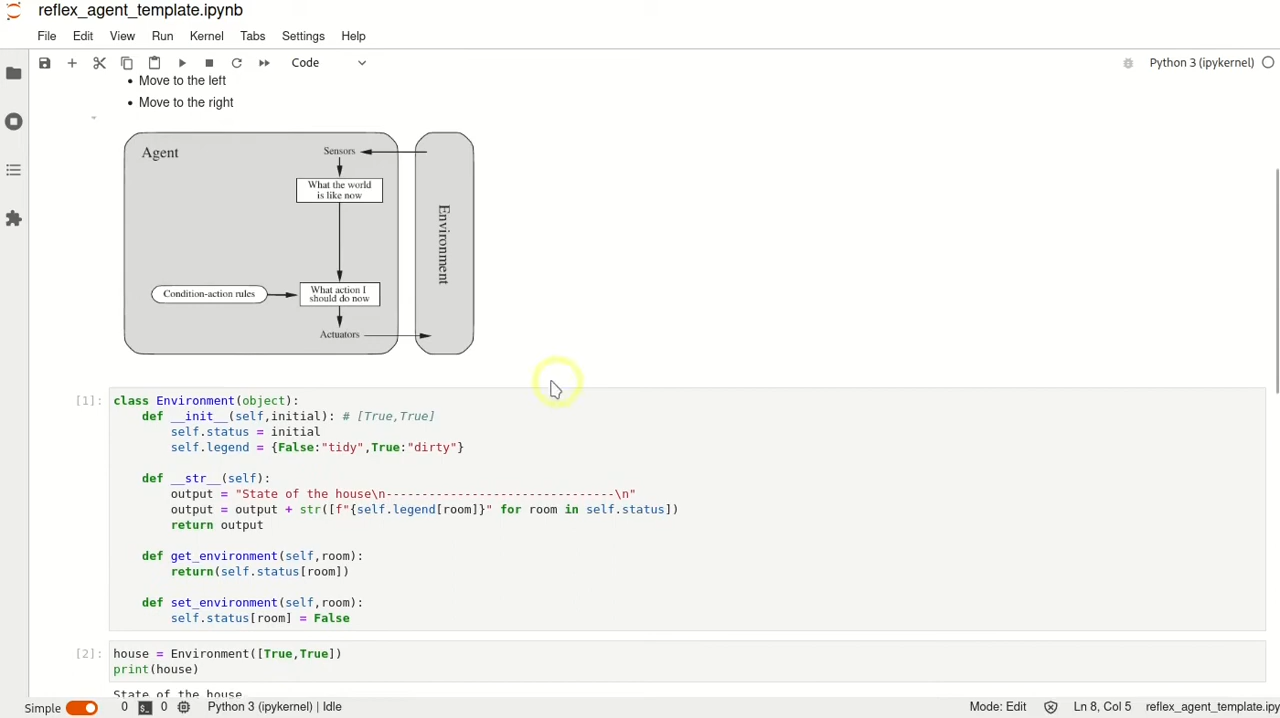 reflex_agent_template.ipynb
File Edit View Run Kernel Tabs Settings Help
Code
Python 3 (ipykernel)
• Move to the left
• Move to the right
Agent
Sensors
What the world
is like now
Environment
Condition-action rules
What action I
should do now
Actuators
[1]:
class Environment(object):
    def __init__(self,initial): # [True,True]
        self.status = initial
        self.legend = {False:"tidy",True:"dirty"}
    def __str__(self):
        output = "State of the house\n--------------------------------\n"
        output = output + str([f"{self.legend[room]}" for room in self.status])
        return output
    def get_environment(self,room):
        return(self.status[room])
    def set_environment(self,room):
        self.status[room] = False
[2]:
house = Environment([True,True])
print(house)
State of the house
Simple 0 $_ 0 Python 3 (ipykernel) | Idle Mode: Edit Ln 8, Col 5 reflex_agent_template.ipy